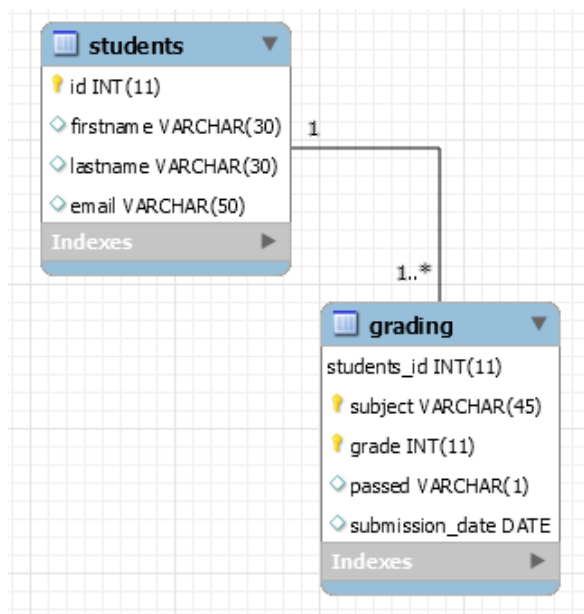 students
id INT(11)
firstname VARCHAR(30)
lastname VARCHAR(30)
email VARCHAR(50)
Indexes
1
1..*
grading
students_id INT(11)
subject VARCHAR(45)
grade INT(11)
passed VARCHAR(1)
submission_date DATE
Indexes